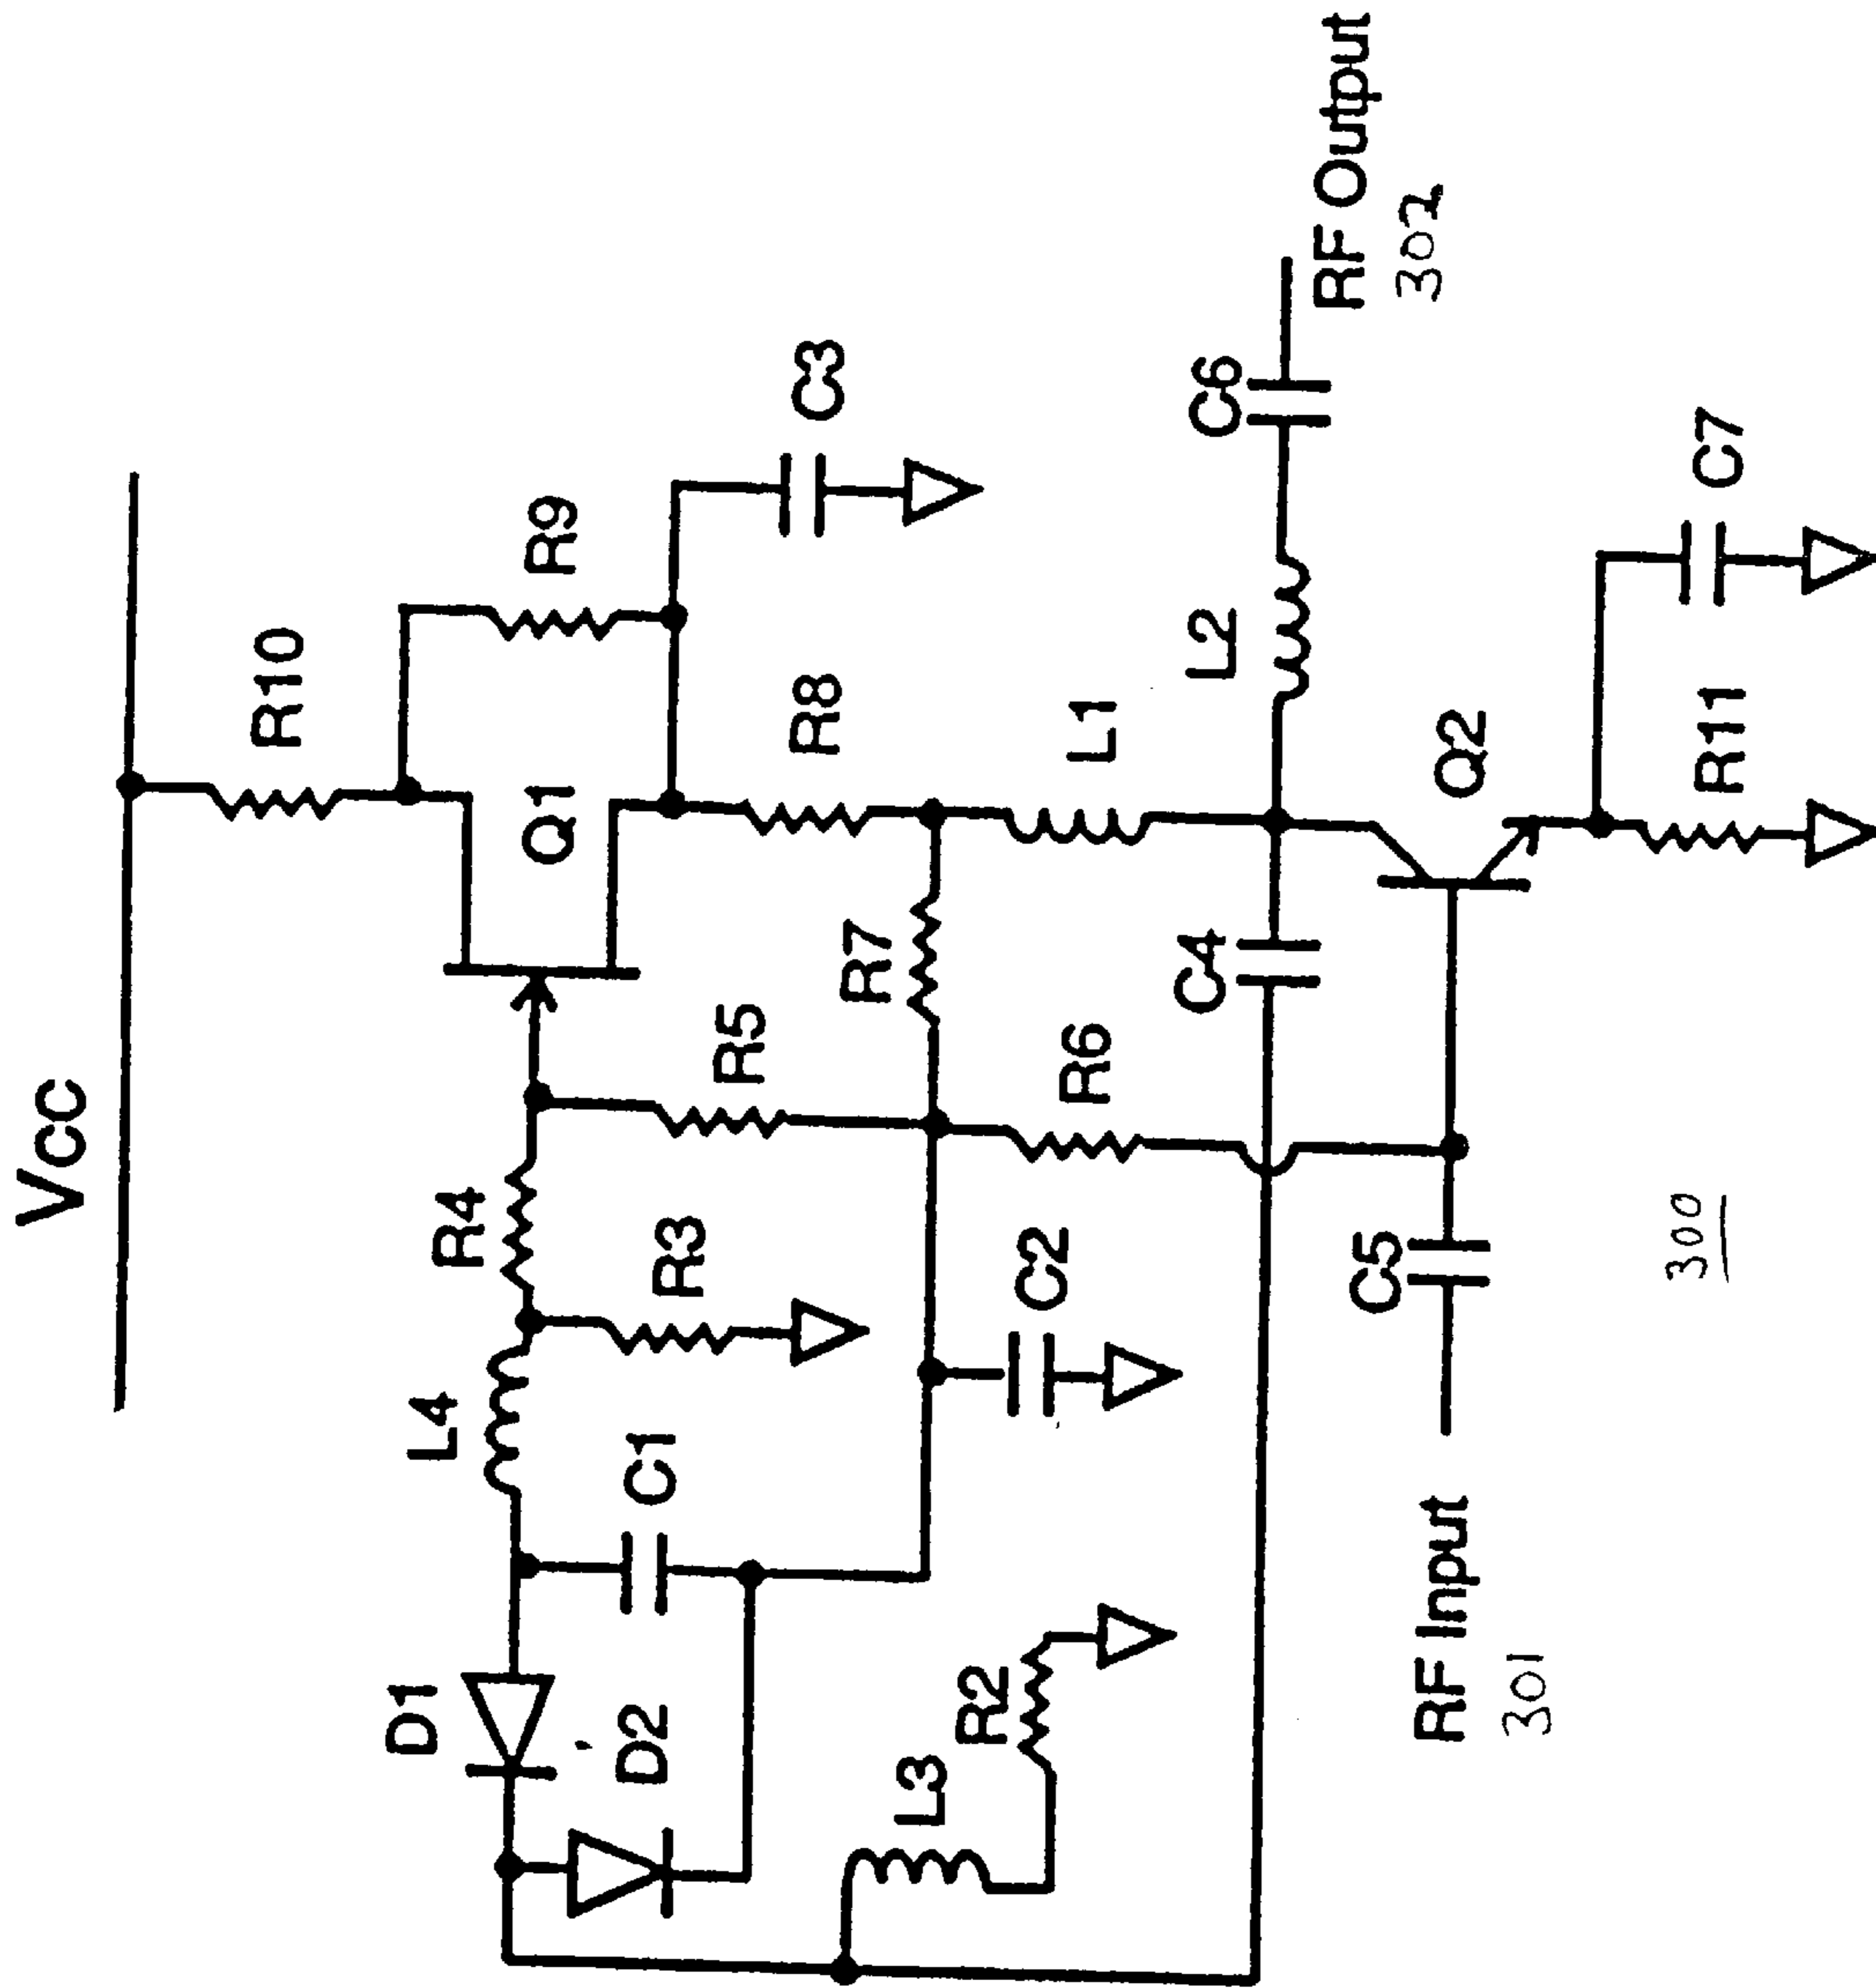 Vcc
R10
R9
Q1
C3
R8
R4
R5
R7
L4
R3
D1
C1
D2
C2
R6
L1
L2
C6
RF Output
302
C4
L3
R2
C5
Q2
R11
C7
RF Input
301
300